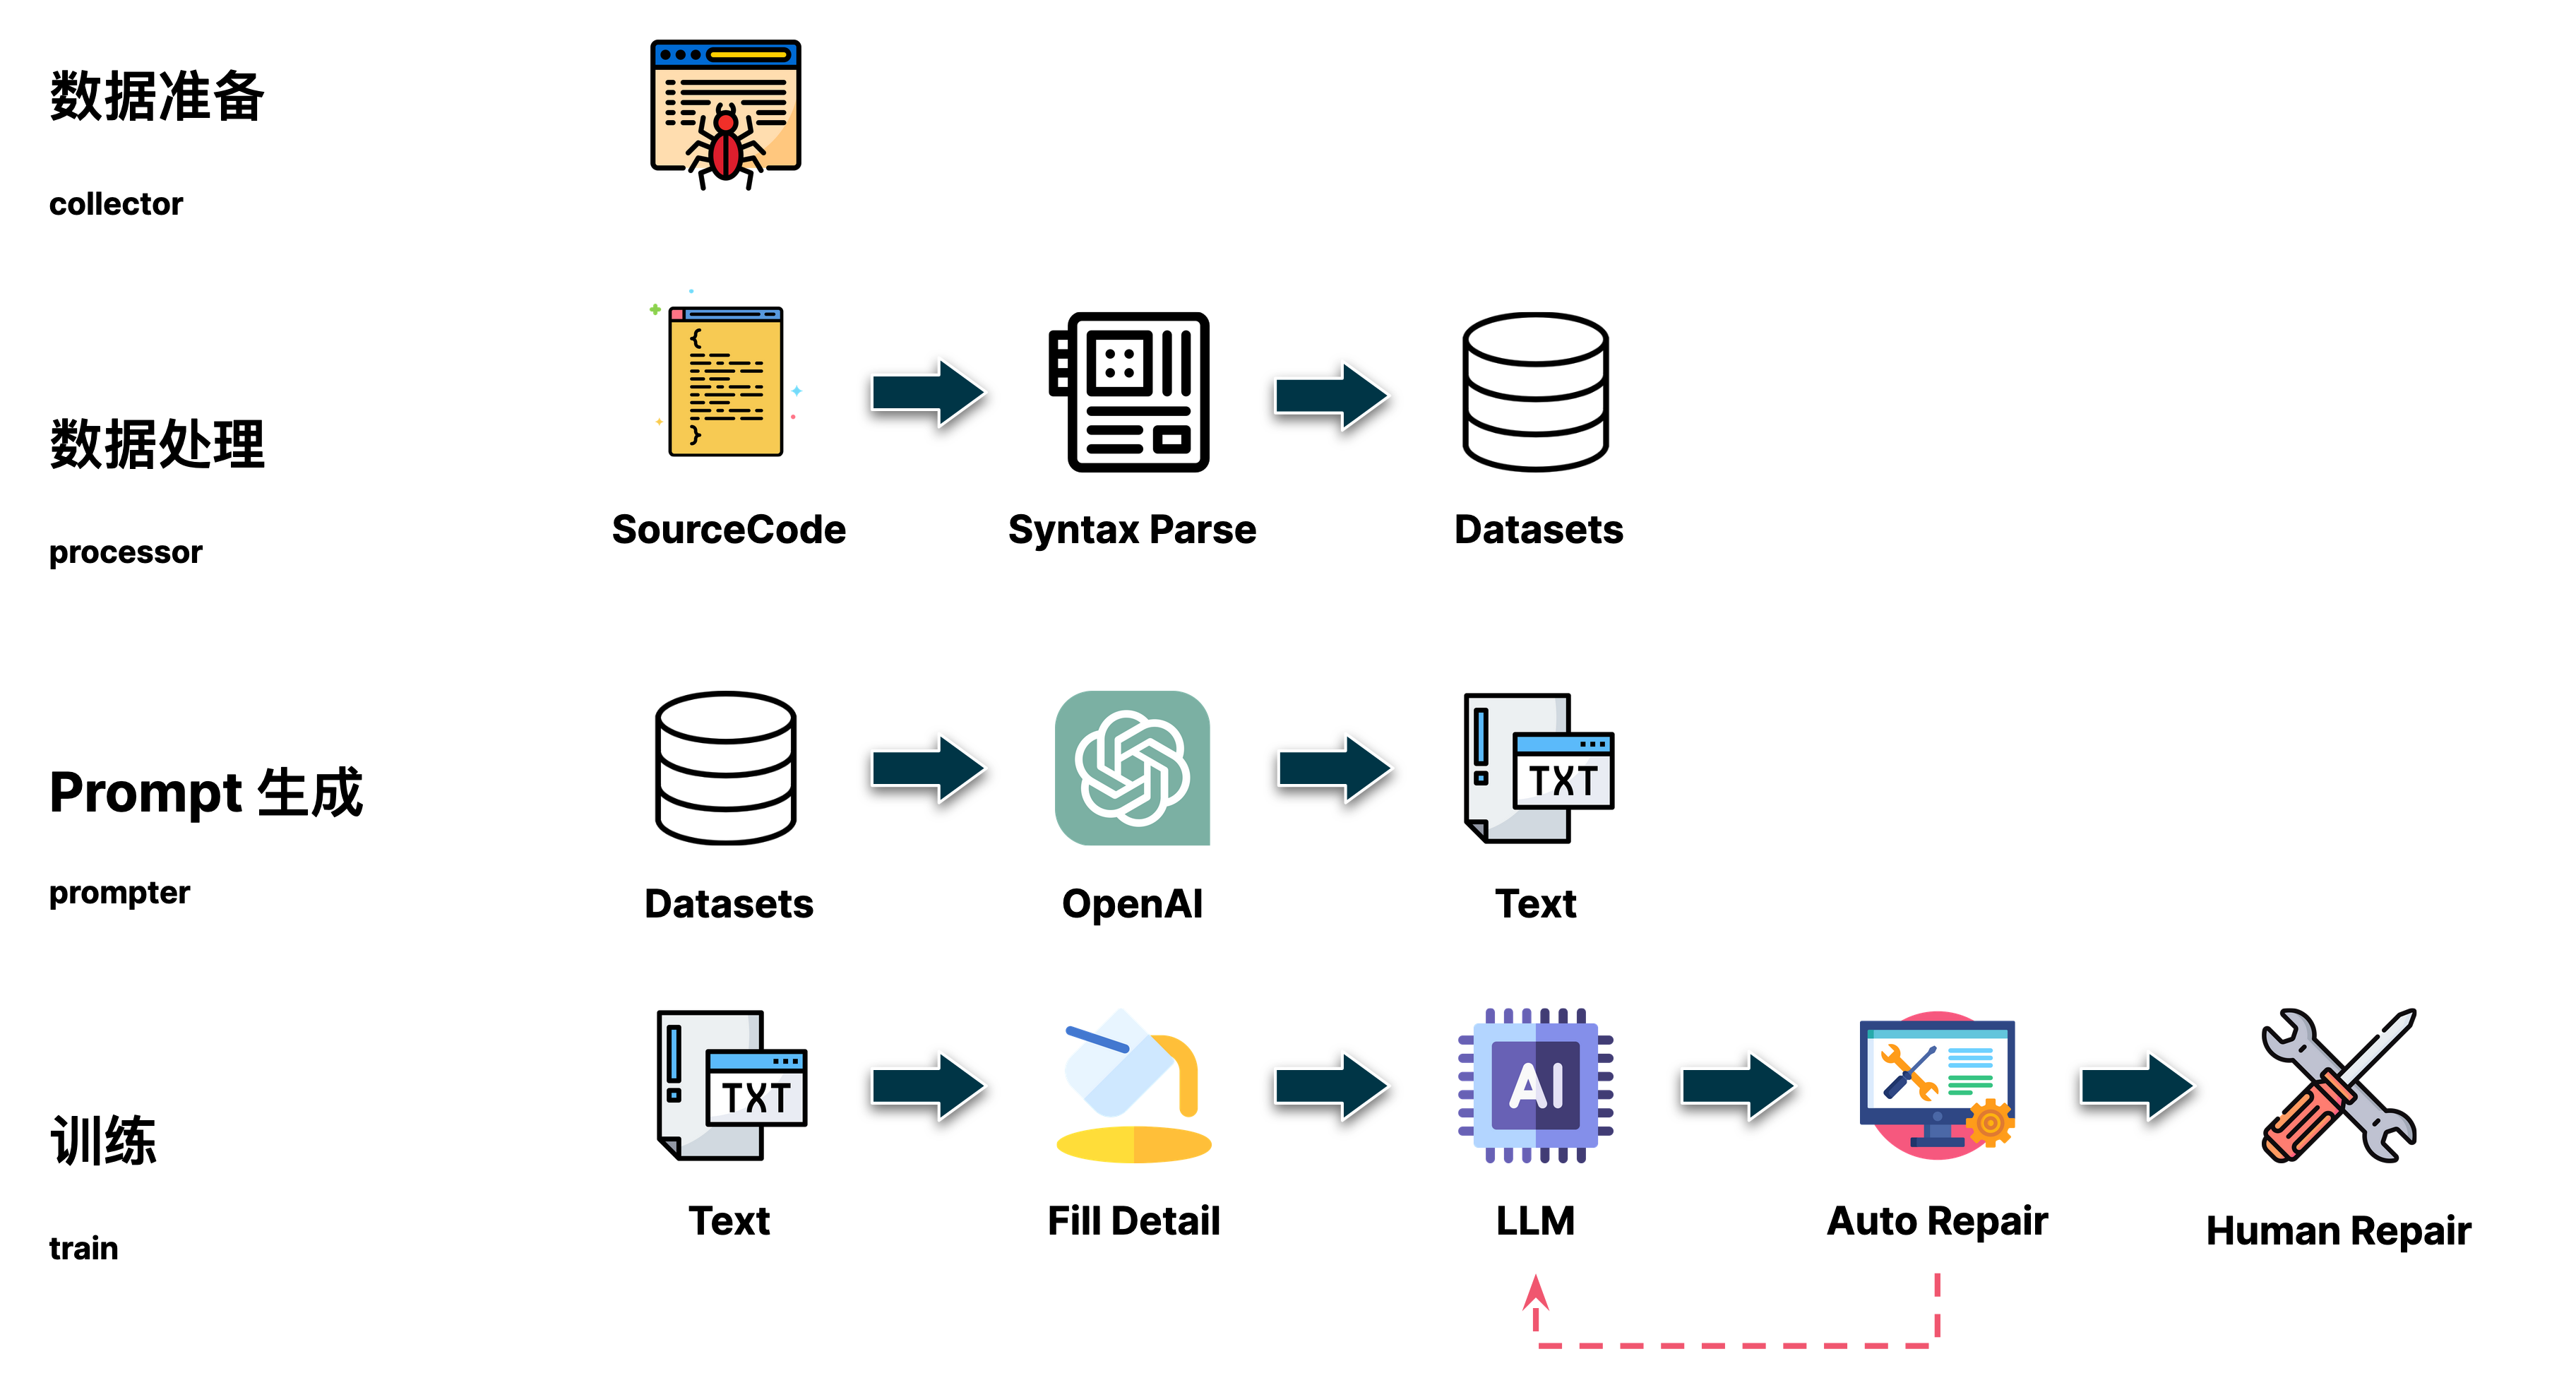 数据准备
collector
数据处理
processor
SourceCode
Syntax Parse
Datasets
Prompt 生成
prompter
TXT
Datasets
OpenAI
Text
训练
train
TXT
AI
Text
Fill Detail
LLM
Auto Repair
Human Repair